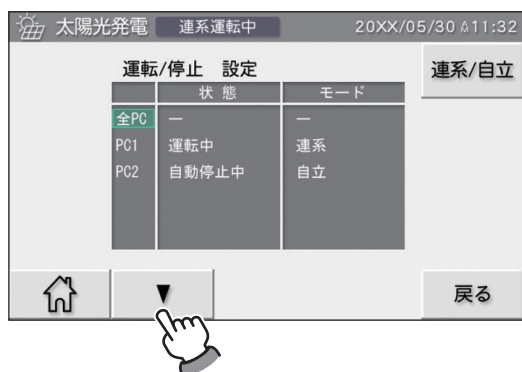 太陽光発電 連系運転中 20XX/05/30 11:32
運転/停止 設定 連系/自立
状態 モード
全PC — —
PC1 運転中 連系
PC2 自動停止中 自立
▼ 戻る